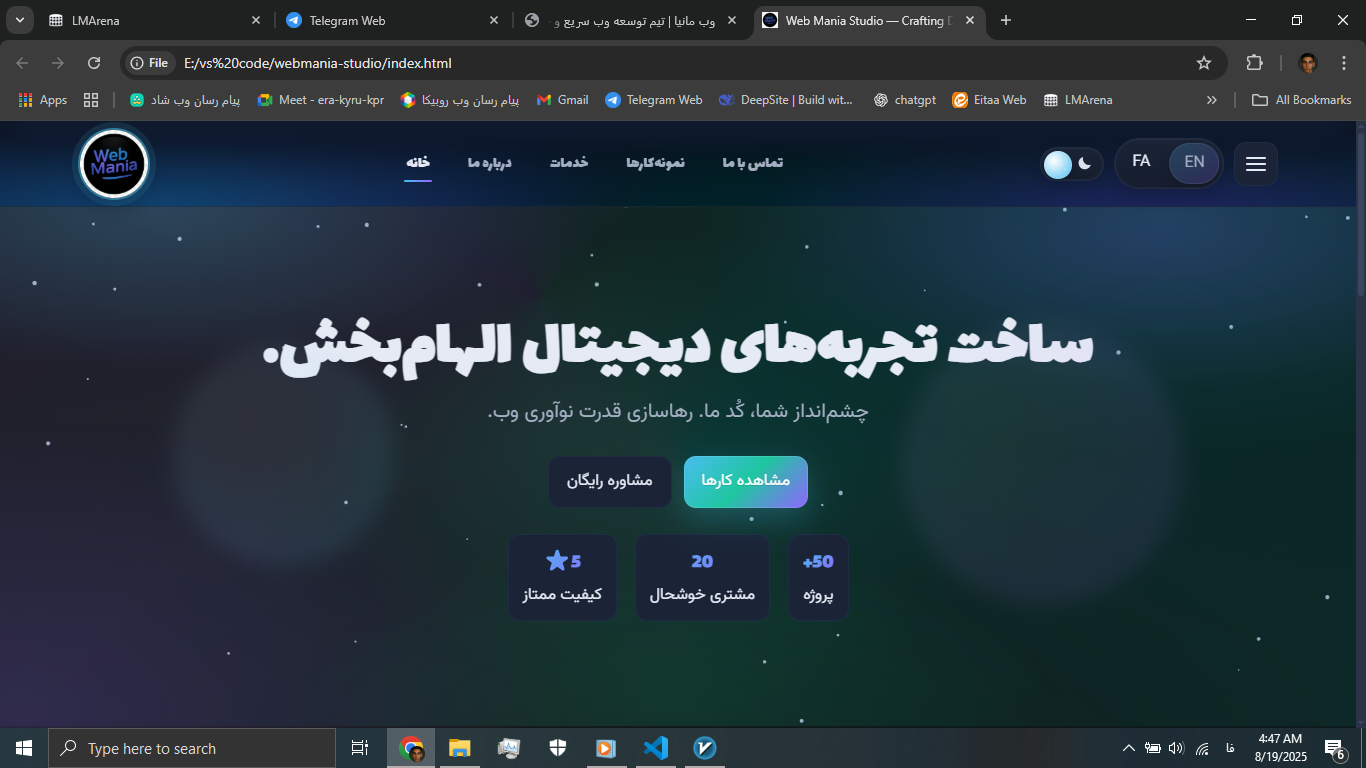 LMArena
Telegram Web
وب مانیا | تیم توسعه وب سریع و
Web Mania Studio — Crafting D
File
E:/vs%20code/webmania-studio/index.html
Apps
پیام رسان وب شاد
Meet - era-kyru-kpr
پیام رسان وب روبیکا
Gmail
Telegram Web
DeepSite | Build wit...
chatgpt
Eitaa Web
LMArena
All Bookmarks
Web
Mania
خانه
درباره ما
خدمات
نمونه‌کارها
تماس با ما
FA
EN
ساخت تجربه‌های دیجیتال الهام‌بخش.
چشم‌انداز شما، کُد ما. رهاسازی قدرت نوآوری وب.
مشاهده کارها
مشاوره رایگان
+50
پروژه
20
مشتری خوشحال
5
کیفیت ممتاز
Type here to search
فا
4:47 AM
8/19/2025
6